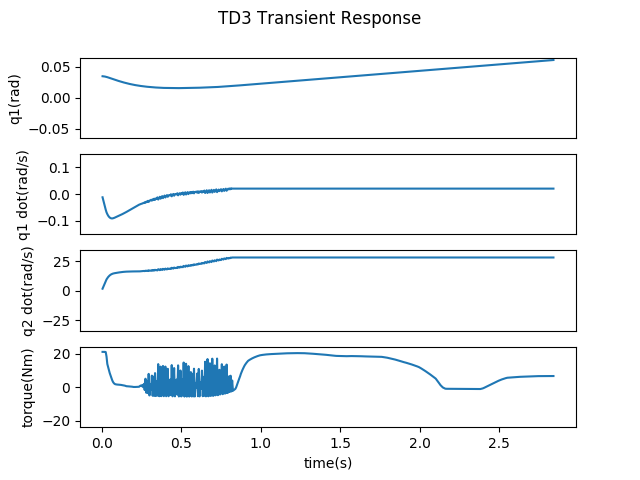 TD3 Transient Response
0.05
0.00
−0.05
q1(rad)
0.1
0.0
−0.1
q1 dot(rad/s)
25
0
−25
q2 dot(rad/s)
20
0
−20
torque(Nm)
0.0 0.5 1.0 1.5 2.0 2.5
time(s)